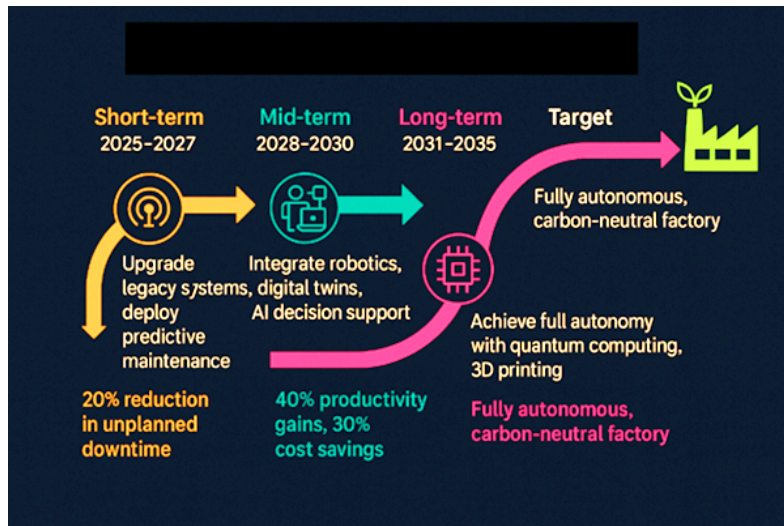 Short-term
2025–2027
Mid-term
2028–2030
Long-term
2031–2035
Target
Upgrade
legacy systems,
deploy
predictive
maintenance
Integrate robotics,
digital twins,
AI decision support
Achieve full autonomy
with quantum computing,
3D printing
Fully autonomous,
carbon-neutral factory
20% reduction
in unplanned
downtime
40% productivity
gains, 30%
cost savings
Fully autonomous,
carbon-neutral factory